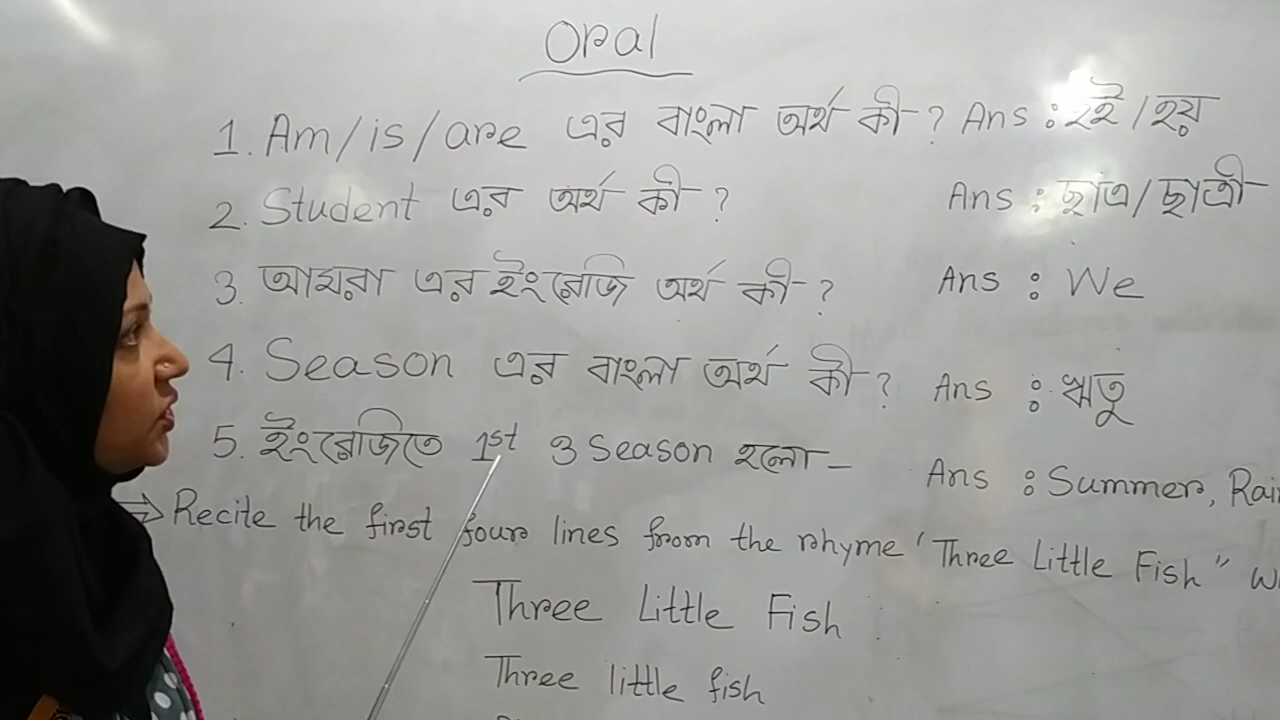 Oral
1. Am/is/are এর বাংলা অর্থ কী? Ans : হই/হয়
2. Student এর অর্থ কী? Ans : ছাত্র/ছাত্রী
3. আমরা এর ইংরেজি অর্থ কী? Ans : We
4. Season এর বাংলা অর্থ কী? Ans : ঋতু
5. ইংরেজিতে 1st 3 Season হলো- Ans : Summer, Rai
⇒ Recite the first four lines from the rhyme "Three Little Fish" W
Three Little Fish
Three little fish